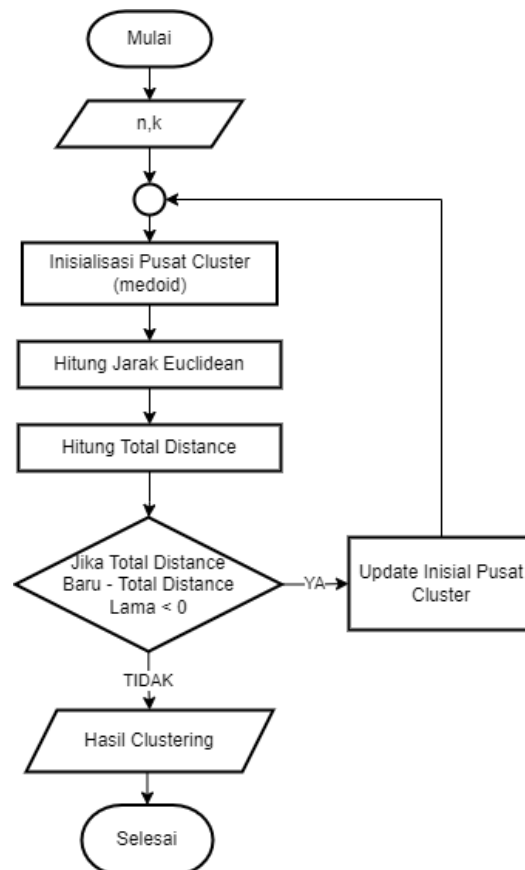 Mulai
n,k
Inisialisasi Pusat Cluster
(medoid)
Hitung Jarak Euclidean
Hitung Total Distance
Jika Total Distance
Baru - Total Distance
Lama < 0
YA
Update Inisial Pusat
Cluster
TIDAK
Hasil Clustering
Selesai